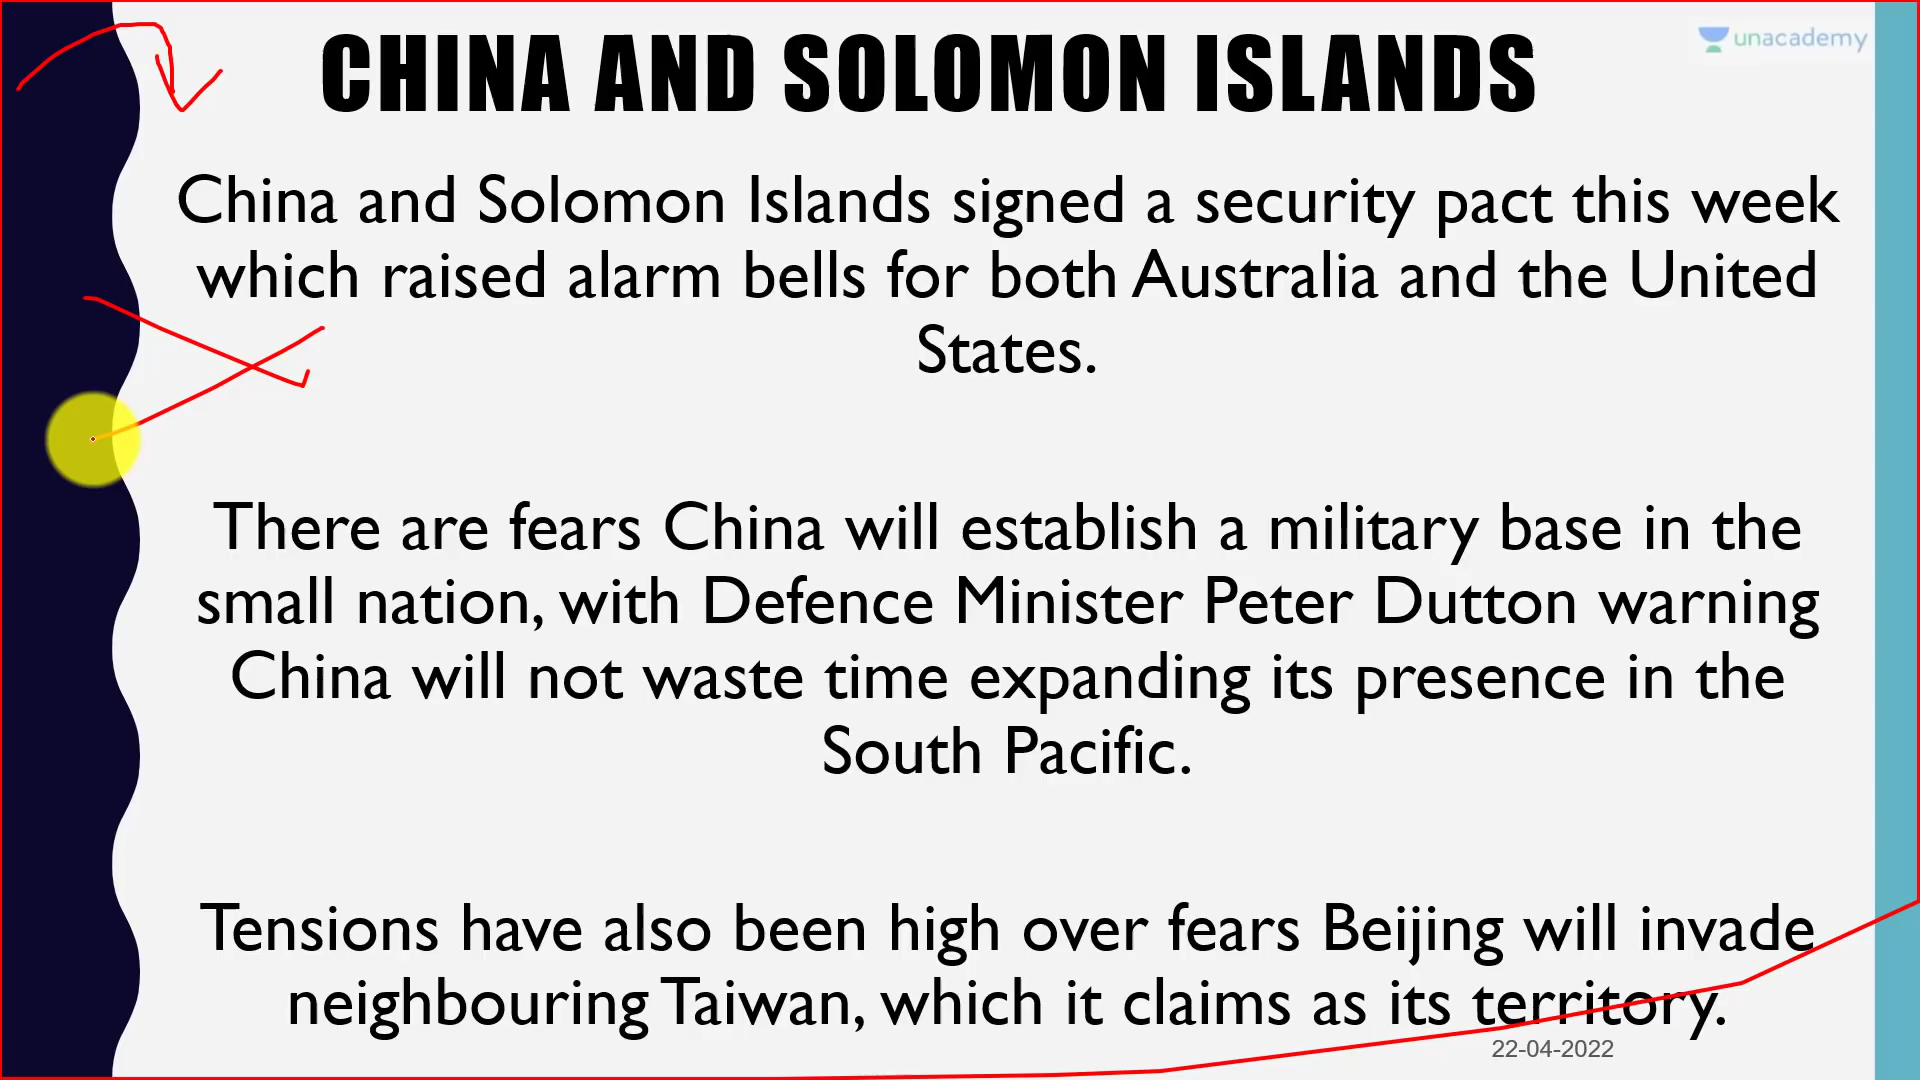 CHINA AND SOLOMON ISLANDS
unacademy
China and Solomon Islands signed a security pact this week
which raised alarm bells for both Australia and the United
States.
There are fears China will establish a military base in the
small nation, with Defence Minister Peter Dutton warning
China will not waste time expanding its presence in the
South Pacific.
Tensions have also been high over fears Beijing will invade
neighbouring Taiwan, which it claims as its territory.
22-04-2022